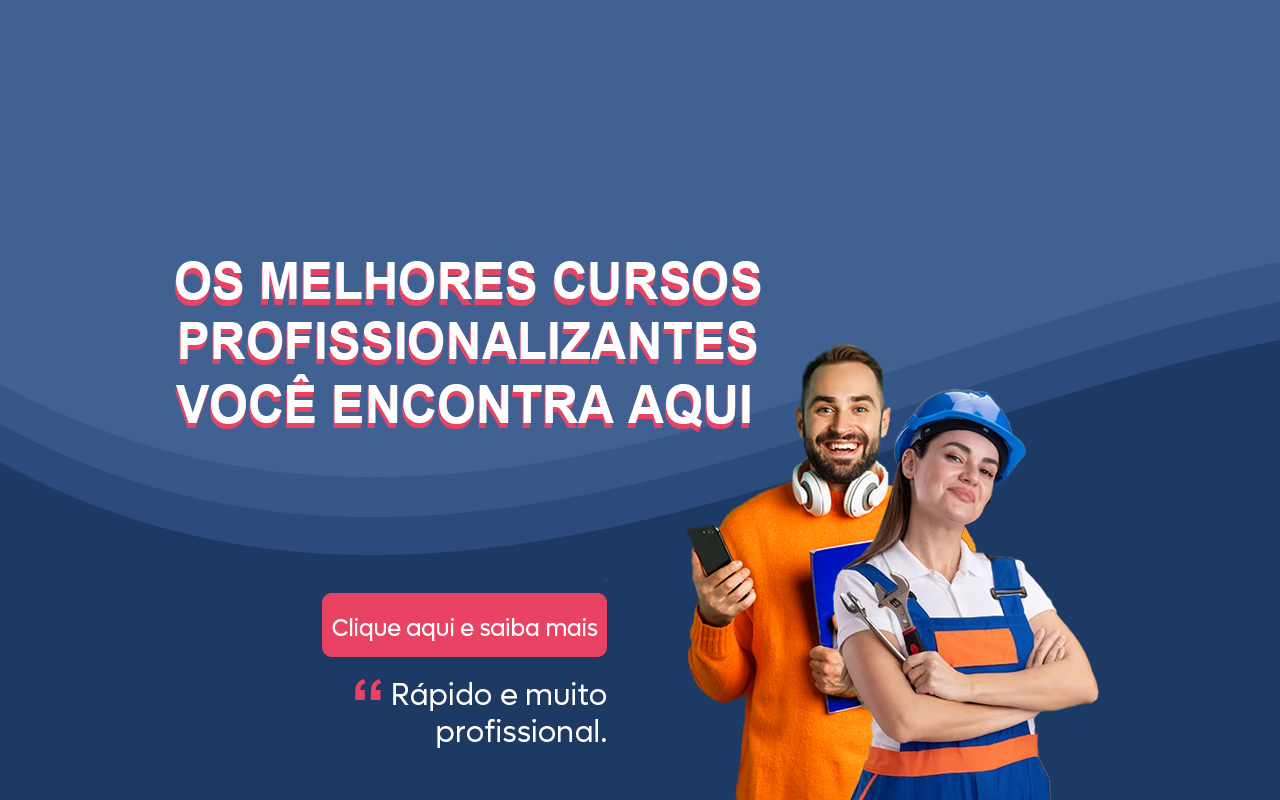 OS MELHORES CURSOS
PROFISSIONALIZANTES
VOCÊ ENCONTRA AQUI
Clique aqui e saiba mais
“ Rápido e muito
profissional.